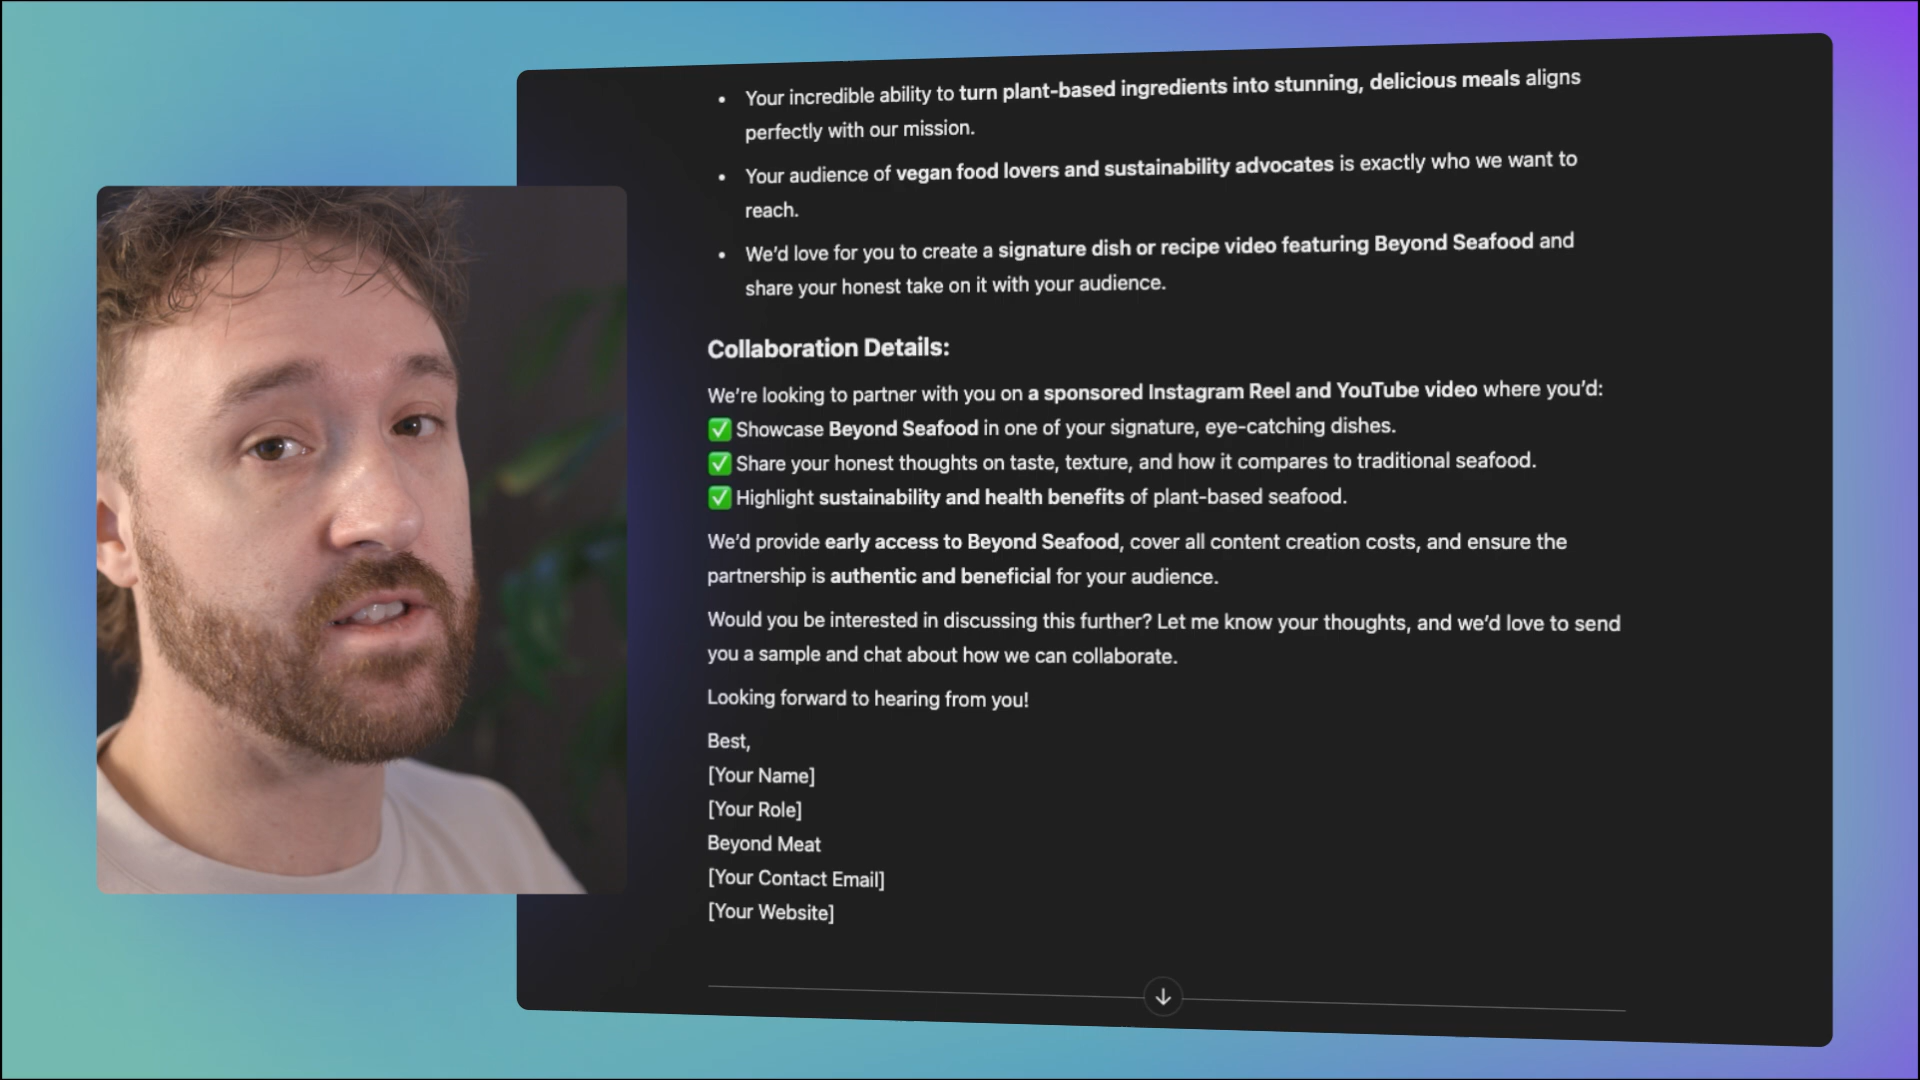 • Your incredible ability to turn plant-based ingredients into stunning, delicious meals aligns
perfectly with our mission.
• Your audience of vegan food lovers and sustainability advocates is exactly who we want to
reach.
• We'd love for you to create a signature dish or recipe video featuring Beyond Seafood and
share your honest take on it with your audience.
Collaboration Details:
We're looking to partner with you on a sponsored Instagram Reel and YouTube video where you'd:
✅ Showcase Beyond Seafood in one of your signature, eye-catching dishes.
✅ Share your honest thoughts on taste, texture, and how it compares to traditional seafood.
✅ Highlight sustainability and health benefits of plant-based seafood.
We'd provide early access to Beyond Seafood, cover all content creation costs, and ensure the
partnership is authentic and beneficial for your audience.
Would you be interested in discussing this further? Let me know your thoughts, and we'd love to send
you a sample and chat about how we can collaborate.
Looking forward to hearing from you!
Best,
[Your Name]
[Your Role]
Beyond Meat
[Your Contact Email]
[Your Website]